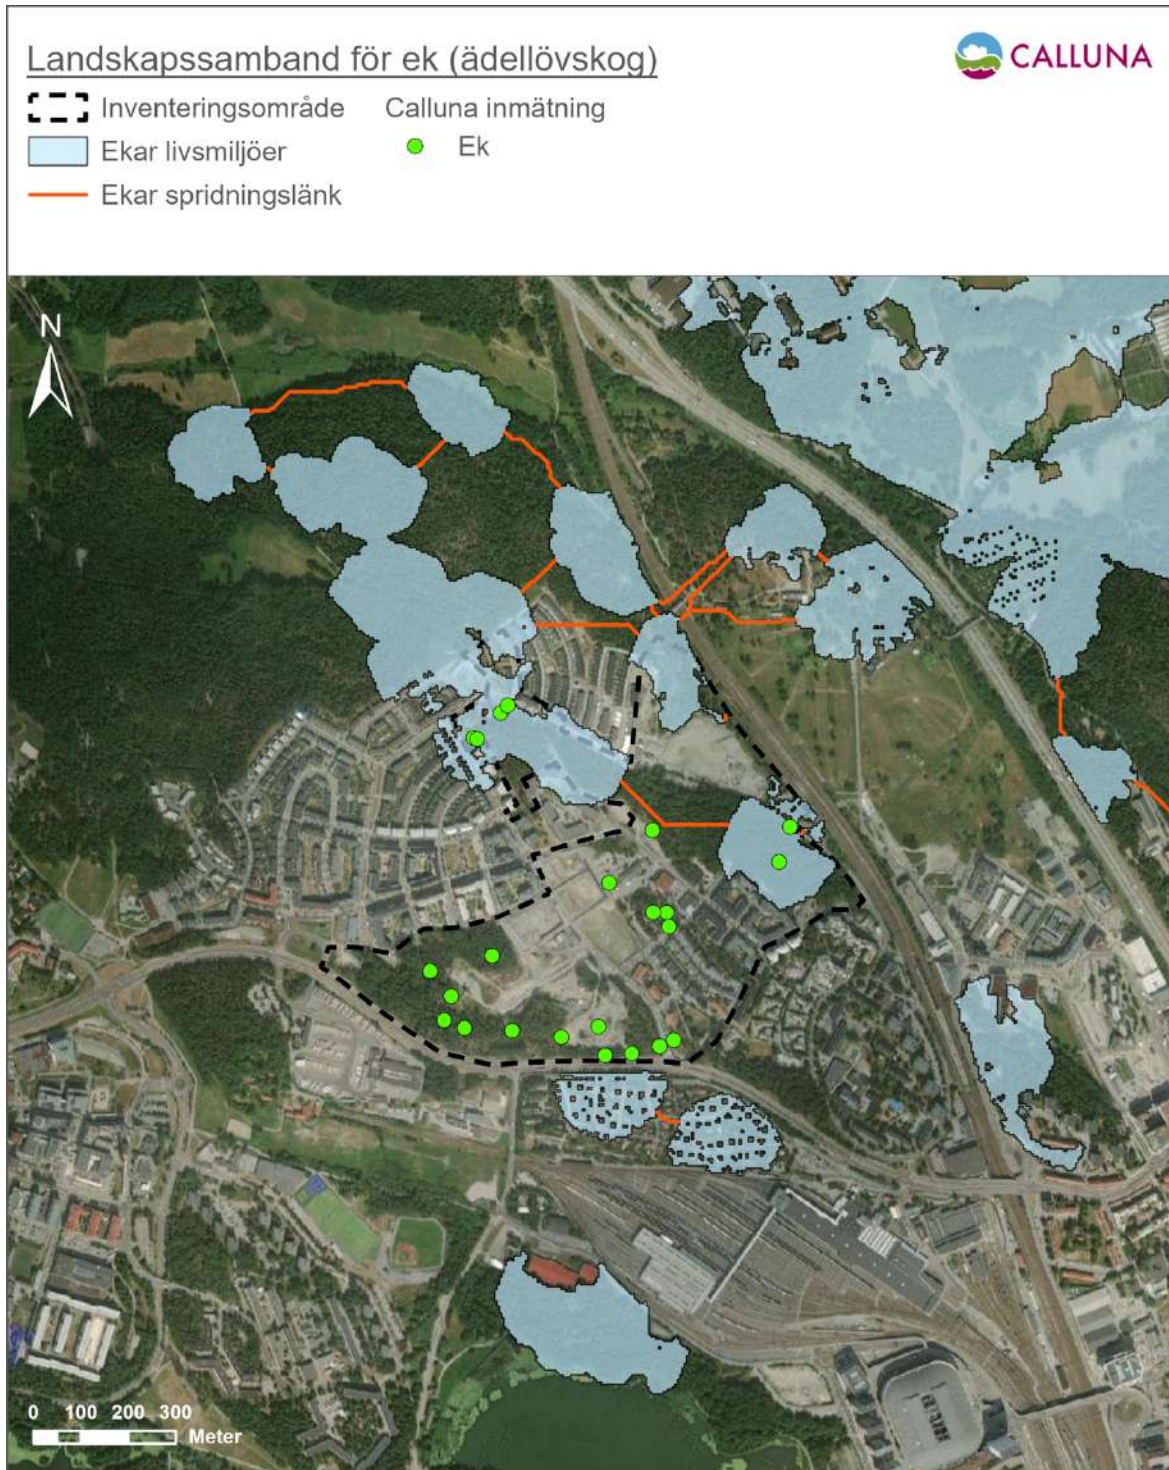 Landskapssamband för ek (ädellövskog)
CALLUNA
Inventeringsområde
Calluna inmätning
Ekar livsmiljöer
Ek
Ekar spridningslänk
N
0 100 200 300
Meter